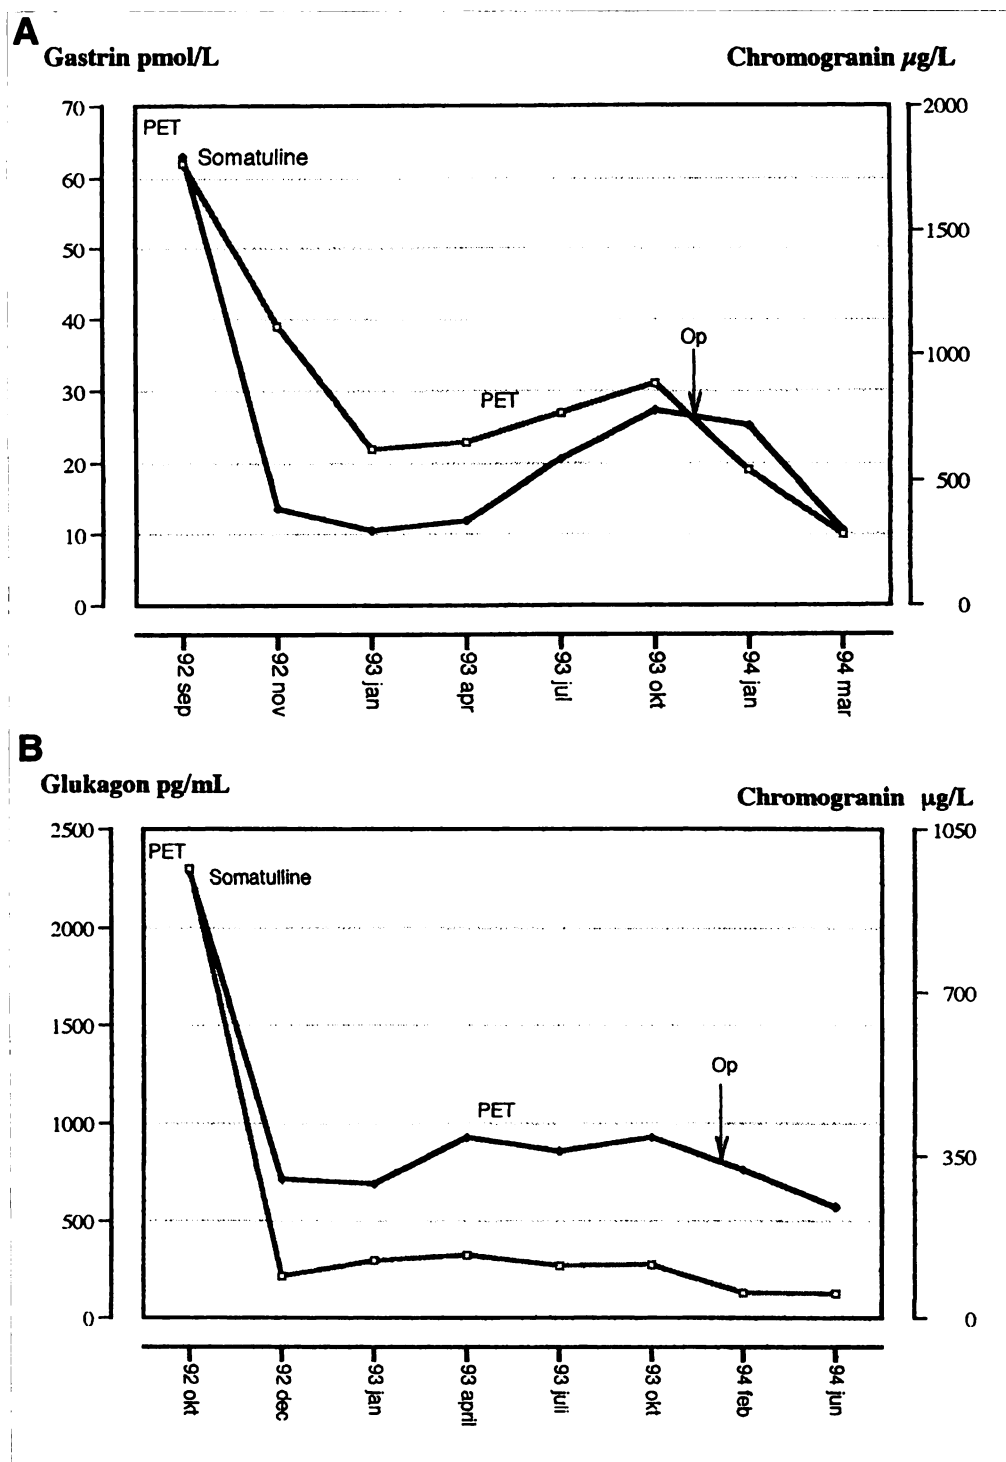 A
Gastrin pmol/L
Chromogranin µg/L
70
60
50
40
30
20
10
0
PET
Somatuline
PET
Op
2000
1500
1000
500
0
92 sep
92 nov
93 jan
93 apr
93 jul
93 okt
94 jan
94 mar
B
Glukagon pg/mL
Chromogranin µg/L
2500
2000
1500
1000
500
0
PET
Somatulline
PET
Op
1050
700
350
0
92 okt
92 dec
93 jan
93 april
93 juli
93 okt
94 feb
94 jun